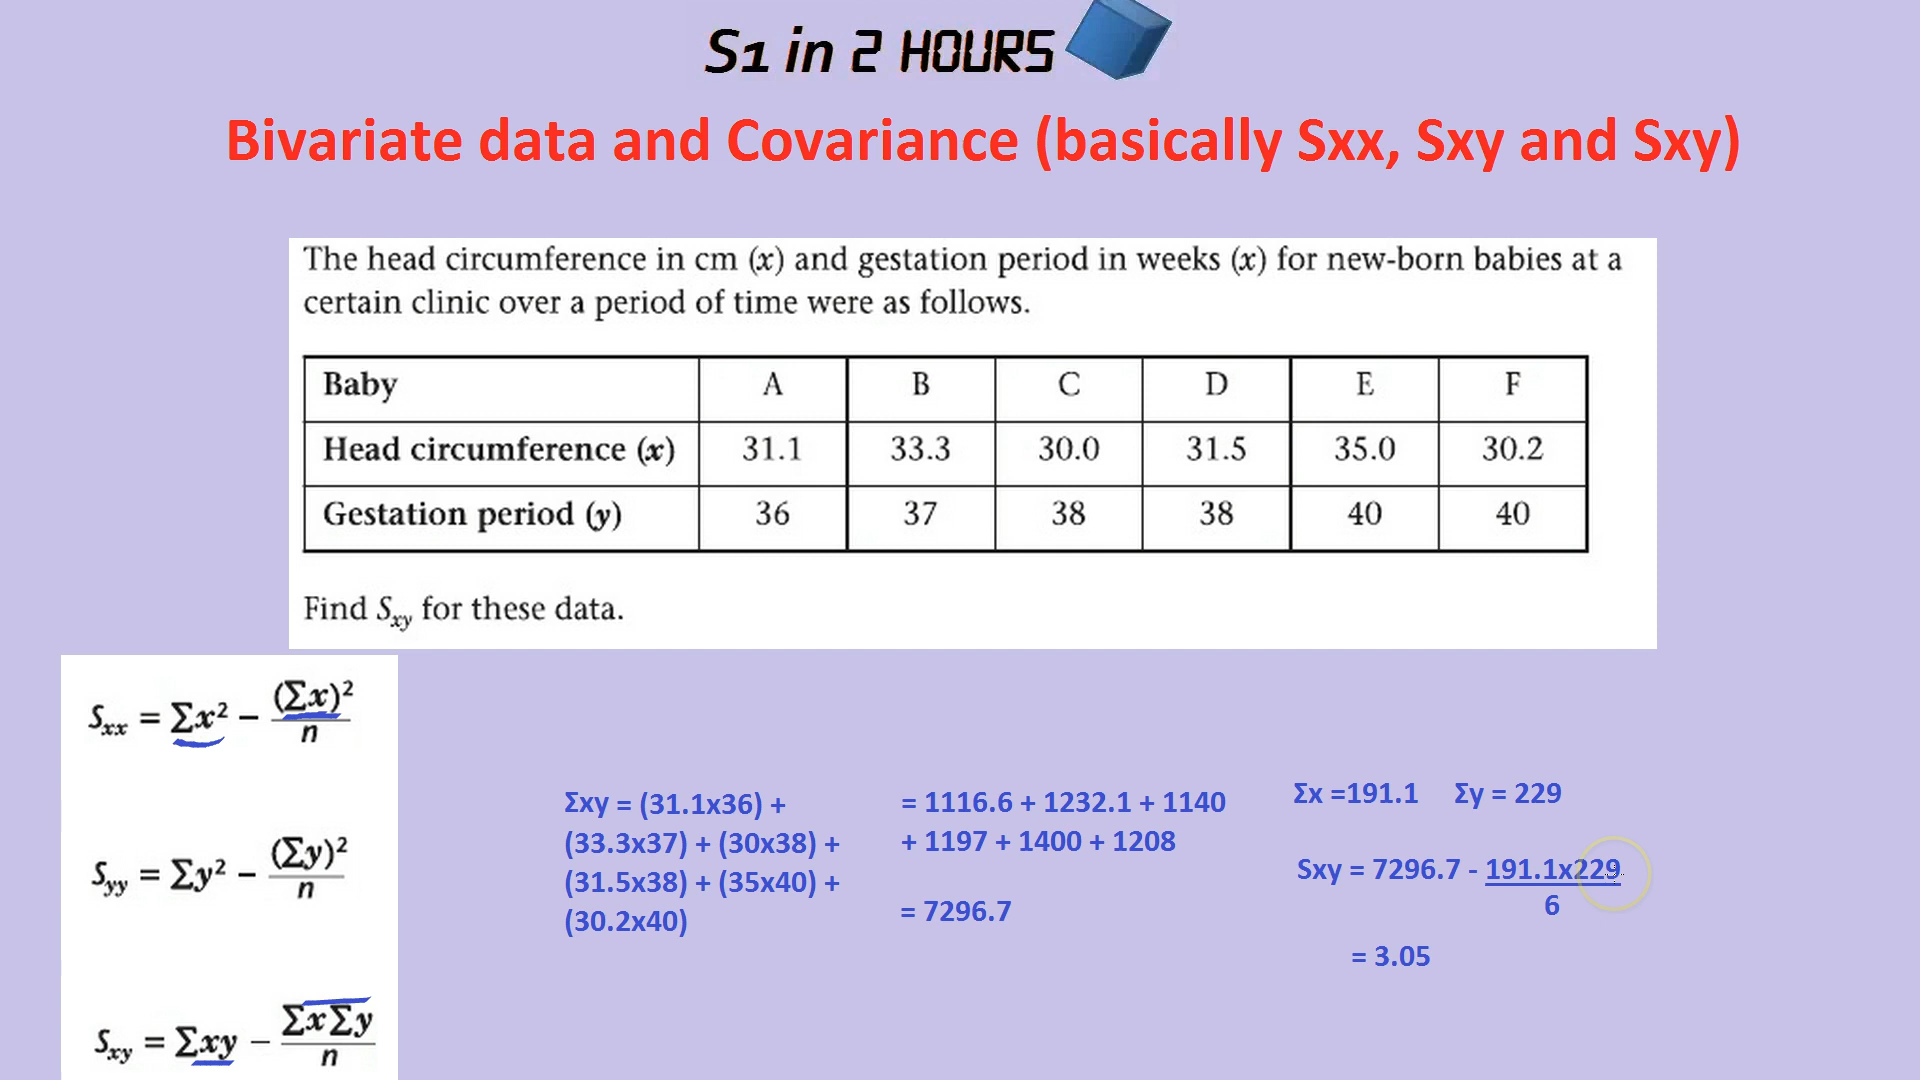 S1 in 2 HOURS
Bivariate data and Covariance (basically Sxx, Sxy and Sxy)
The head circumference in cm (x) and gestation period in weeks (x) for new-born babies at a
certain clinic over a period of time were as follows.
Baby A B C D E F
Head circumference (x) 31.1 33.3 30.0 31.5 35.0 30.2
Gestation period (y) 36 37 38 38 40 40
Find Sxy for these data.
Sxx = Σx² − (Σx)²
n
Syy = Σy² − (Σy)²
n
Sxy = Σxy − ΣxΣy
n
Σxy = (31.1x36) +
(33.3x37) + (30x38) +
(31.5x38) + (35x40) +
(30.2x40)
= 1116.6 + 1232.1 + 1140
+ 1197 + 1400 + 1208
= 7296.7
Σx =191.1 Σy = 229
Sxy = 7296.7 - 191.1x229
6
= 3.05